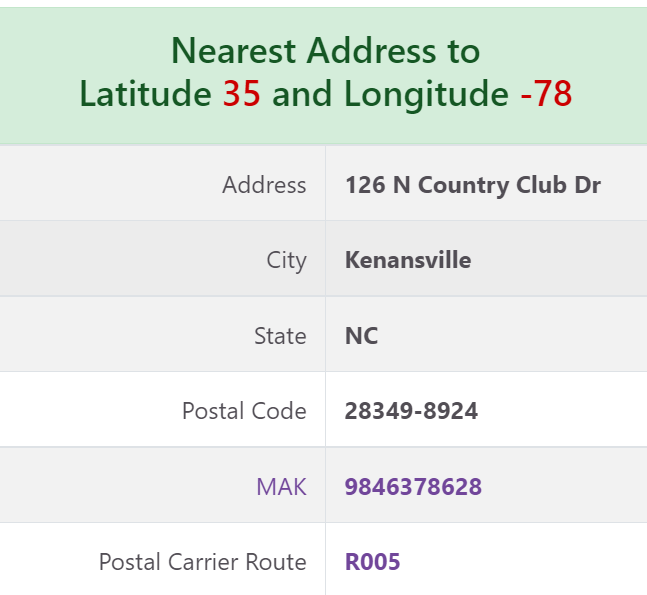 Nearest Address to
Latitude 35 and Longitude -78
Address 126 N Country Club Dr
City Kenansville
State NC
Postal Code 28349-8924
MAK 9846378628
Postal Carrier Route R005